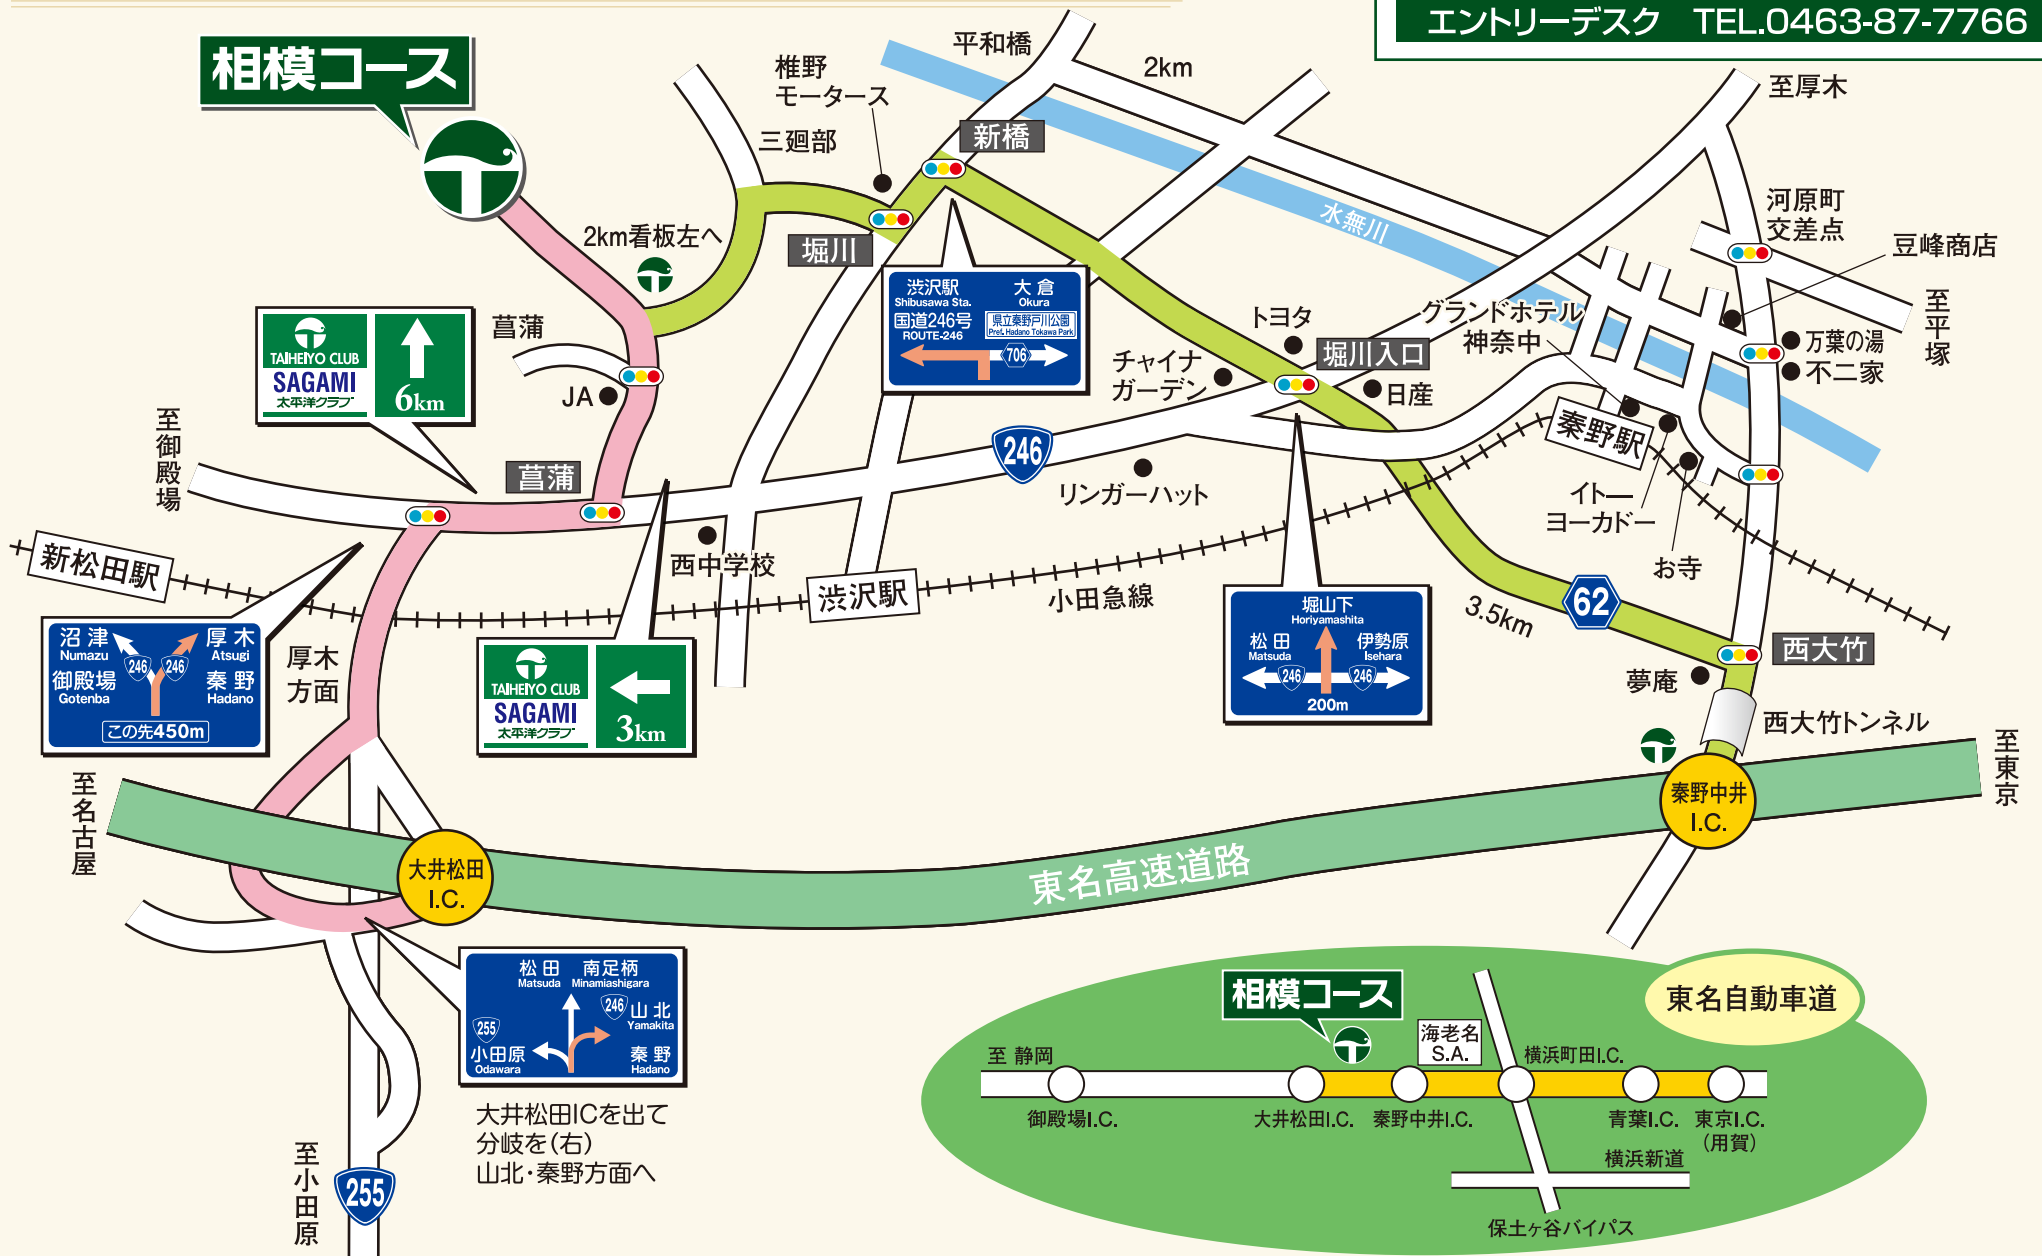 エントリーデスク TEL.0463-87-7766
相模コース
平和橋
2km
至厚木
椎野
モータース
三廻部
新橋
河原町
交差点
豆峰商店
水無川
2km看板左へ
堀川
至平塚
渋沢駅
Shibusawa Sta.
大倉
Okura
国道246号
ROUTE-246
県立秦野戸川公園
Pref. Hadano Tokawa Park
706
トヨタ
グランドホテル
神奈中
堀川入口
万葉の湯
不二家
チャイナ
ガーデン
日産
菖蒲
JA
TAIHEIYO CLUB
SAGAMI
太平洋クラブ
6km
至御殿場
菖蒲
246
秦野駅
リンガーハット
イトー
ヨーカドー
お寺
西中学校
新松田駅
渋沢駅
小田急線
62
3.5km
西大竹
夢庵
西大竹トンネル
沼津
Numazu
厚木
Atsugi
246
246
御殿場
Gotenba
秦野
Hadano
この先450m
厚木
方面
TAIHEIYO CLUB
SAGAMI
太平洋クラブ
3km
堀山下
Horiyamashita
松田
Matsuda
伊勢原
Isehara
246
246
200m
至東京
至名古屋
秦野中井
I.C.
大井松田
I.C.
東名高速道路
松田
Matsuda
南足柄
Minamiashigara
246
山北
Yamakita
255
小田原
Odawara
秦野
Hadano
大井松田ICを出て
分岐を(右)
山北・秦野方面へ
至小田原
255
東名自動車道
相模コース
海老名
S.A.
至 静岡
横浜町田I.C.
御殿場I.C.
大井松田I.C.
秦野中井I.C.
青葉I.C.
東京I.C.
(用賀)
横浜新道
保土ヶ谷バイパス